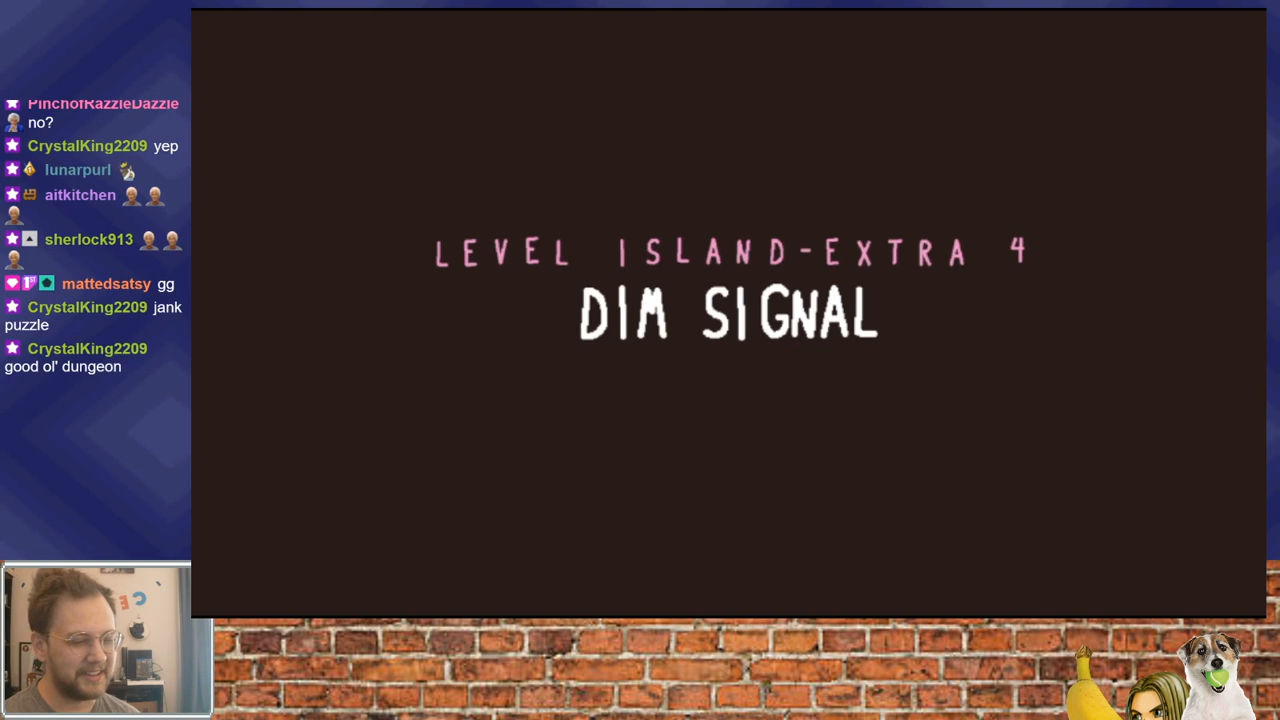 PinchofRazzleDazzle
no?
CrystalKing2209 yep
lunarpurl
aitkitchen
sherlock913
mattedsatsy gg
CrystalKing2209 jank
puzzle
CrystalKing2209
good ol' dungeon
LEVEL ISLAND-EXTRA 4
DIM SIGNAL